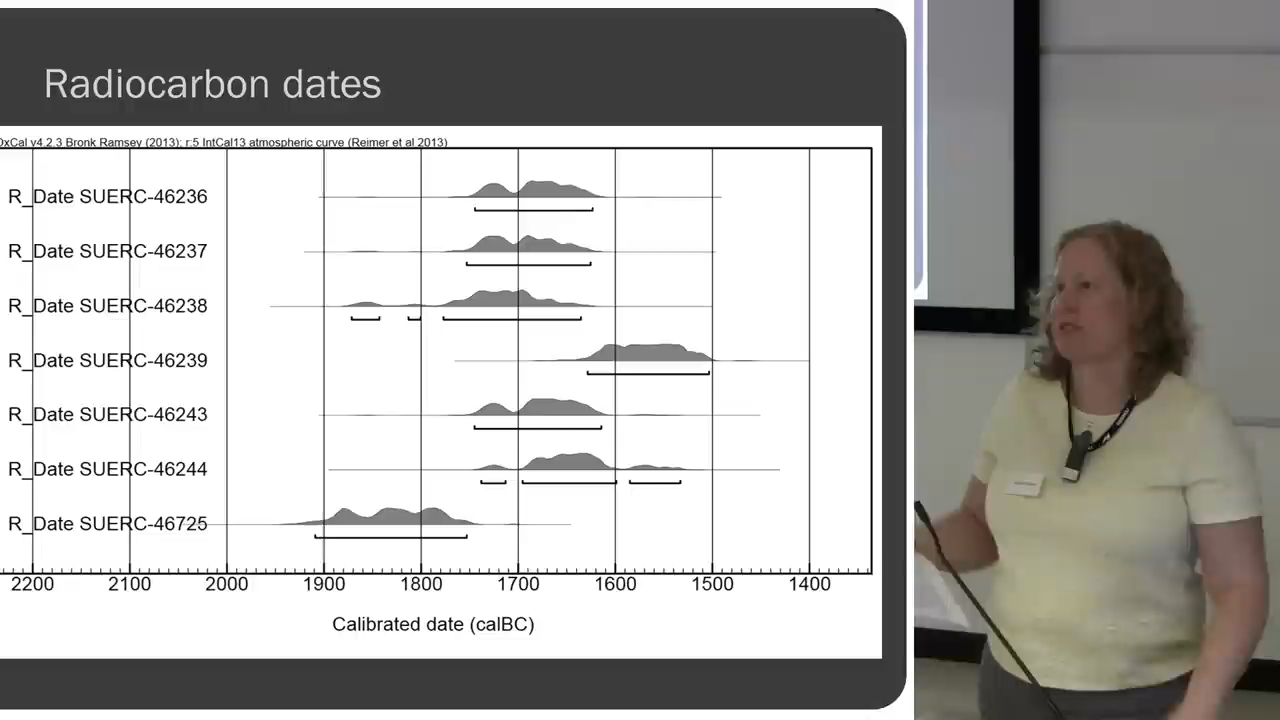 Radiocarbon dates
OxCal v4.2.3 Bronk Ramsey (2013); r:5 IntCal13 atmospheric curve (Reimer et al 2013)
R_Date SUERC-46236
R_Date SUERC-46237
R_Date SUERC-46238
R_Date SUERC-46239
R_Date SUERC-46243
R_Date SUERC-46244
R_Date SUERC-46725
2200 2100 2000 1900 1800 1700 1600 1500 1400
Calibrated date (calBC)